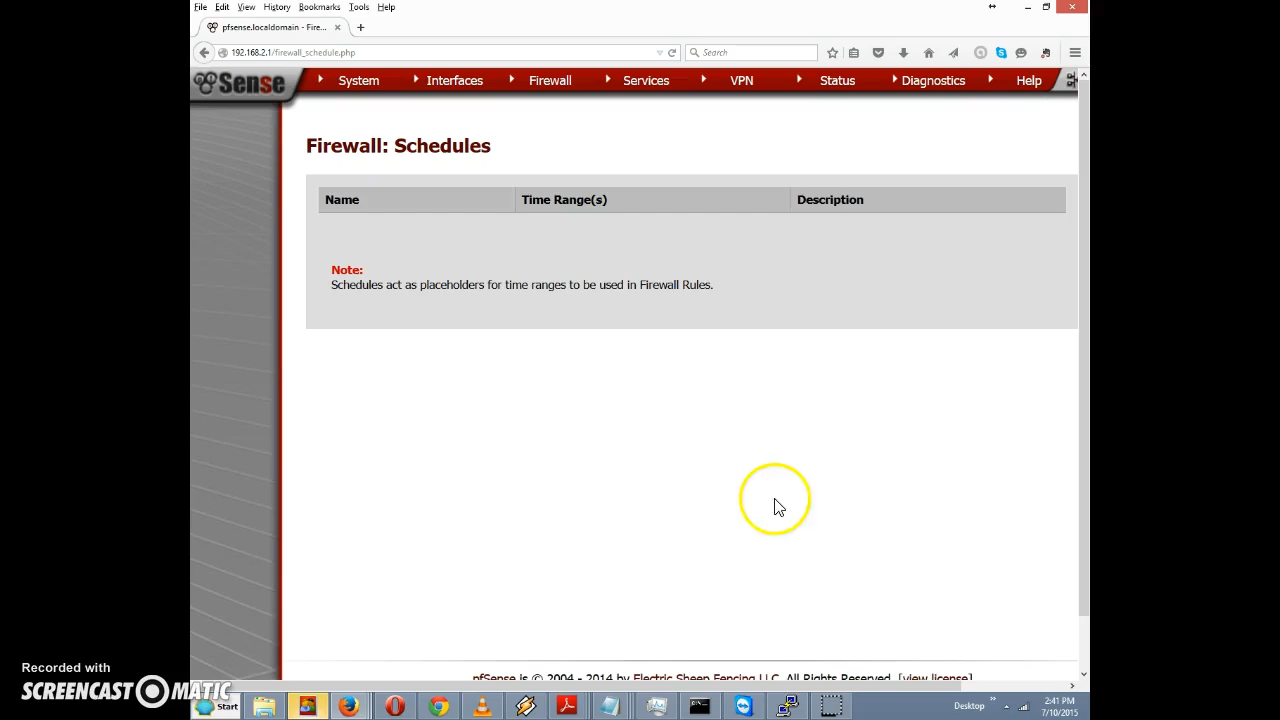 File Edit View History Bookmarks Tools Help
pfsense.localdomain - Fire...
192.168.2.1/firewall_schedule.php
Search
Sense
System Interfaces Firewall Services VPN Status Diagnostics Help
Firewall: Schedules
Name Time Range(s) Description
Note:
Schedules act as placeholders for time ranges to be used in Firewall Rules.
pfSense is © 2004 - 2014 by Electric Sheep Fencing LLC. All Rights Reserved. [view license]
Recorded with
SCREENCAST O MATIC
Start
Desktop
2:41 PM
7/10/2015